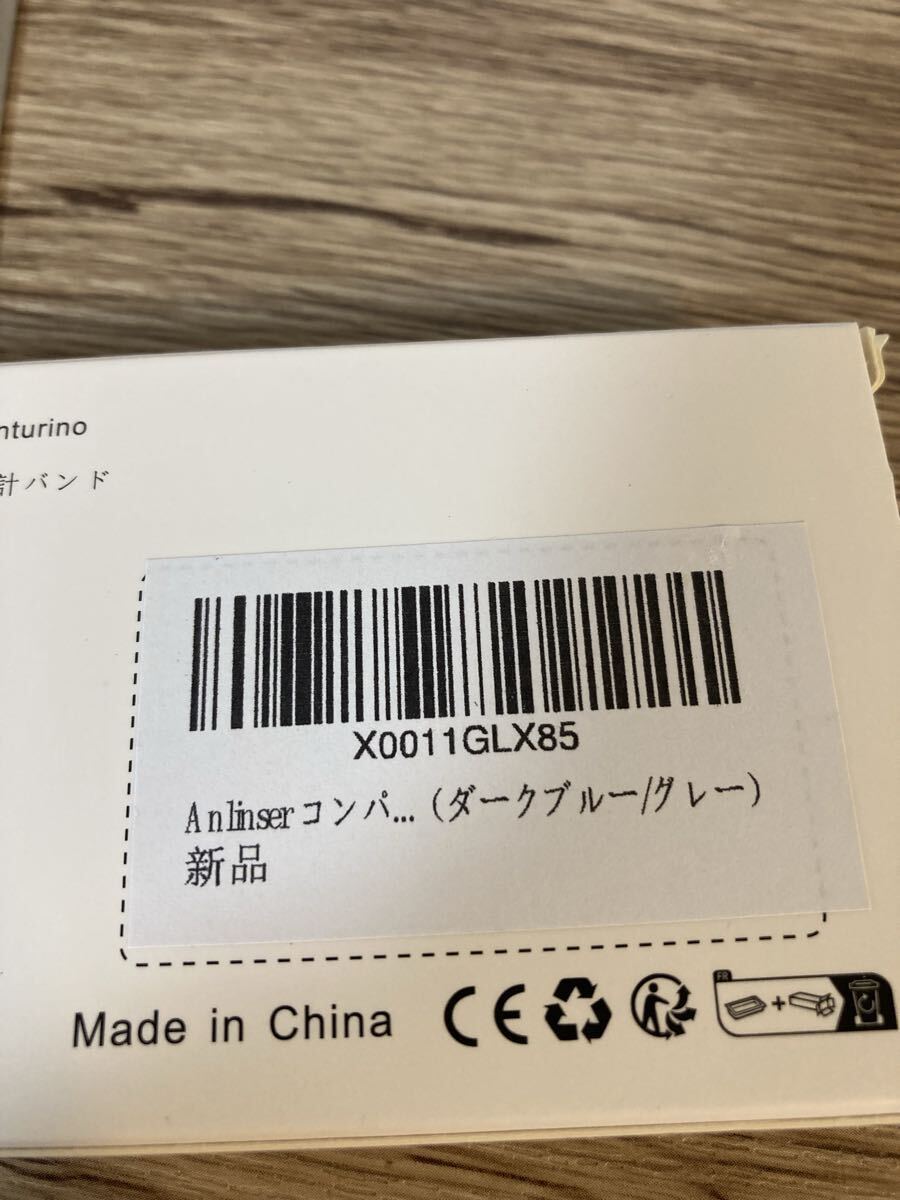 nturino
計バンド
X0011GLX85
Anlinserコンパ...（ダークブルー/グレー）
新品
Made in China
CE
FR